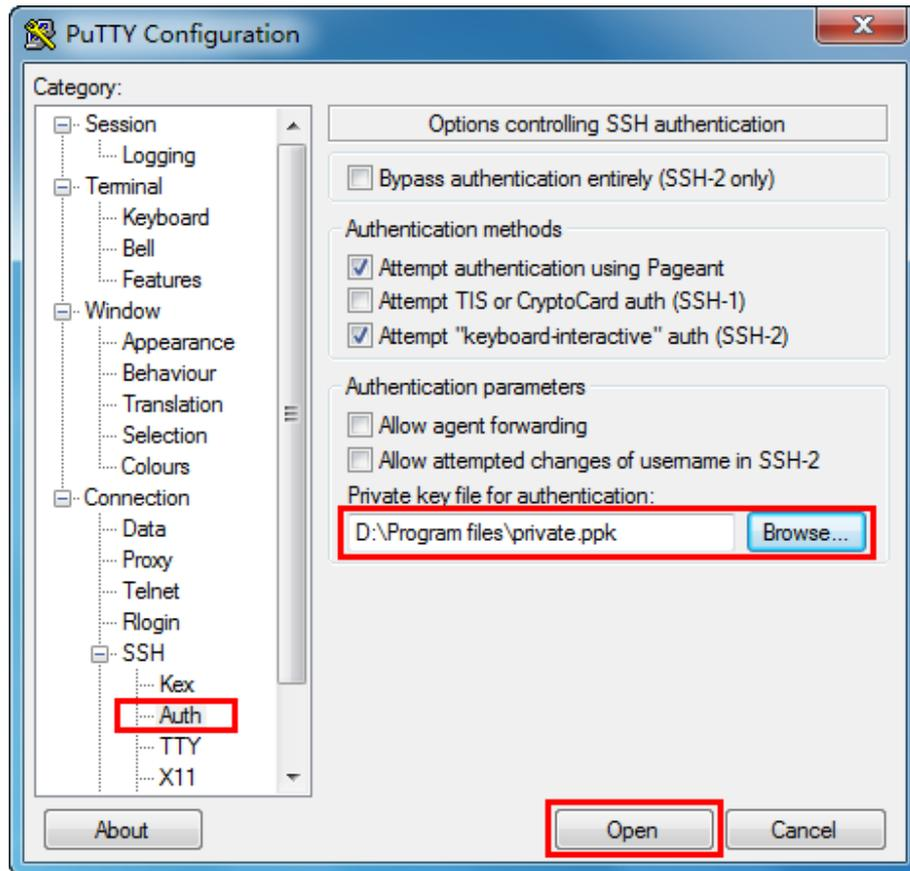 PuTTY Configuration
Category:
Session
Logging
Terminal
Keyboard
Bell
Features
Window
Appearance
Behaviour
Translation
Selection
Colours
Connection
Data
Proxy
Telnet
Rlogin
SSH
Kex
Auth
TTY
X11
Options controlling SSH authentication
Bypass authentication entirely (SSH-2 only)
Authentication methods
Attempt authentication using Pageant
Attempt TIS or CryptoCard auth (SSH-1)
Attempt "keyboard-interactive" auth (SSH-2)
Authentication parameters
Allow agent forwarding
Allow attempted changes of username in SSH-2
Private key file for authentication:
D:\Program files\private.ppk Browse...
About Open Cancel